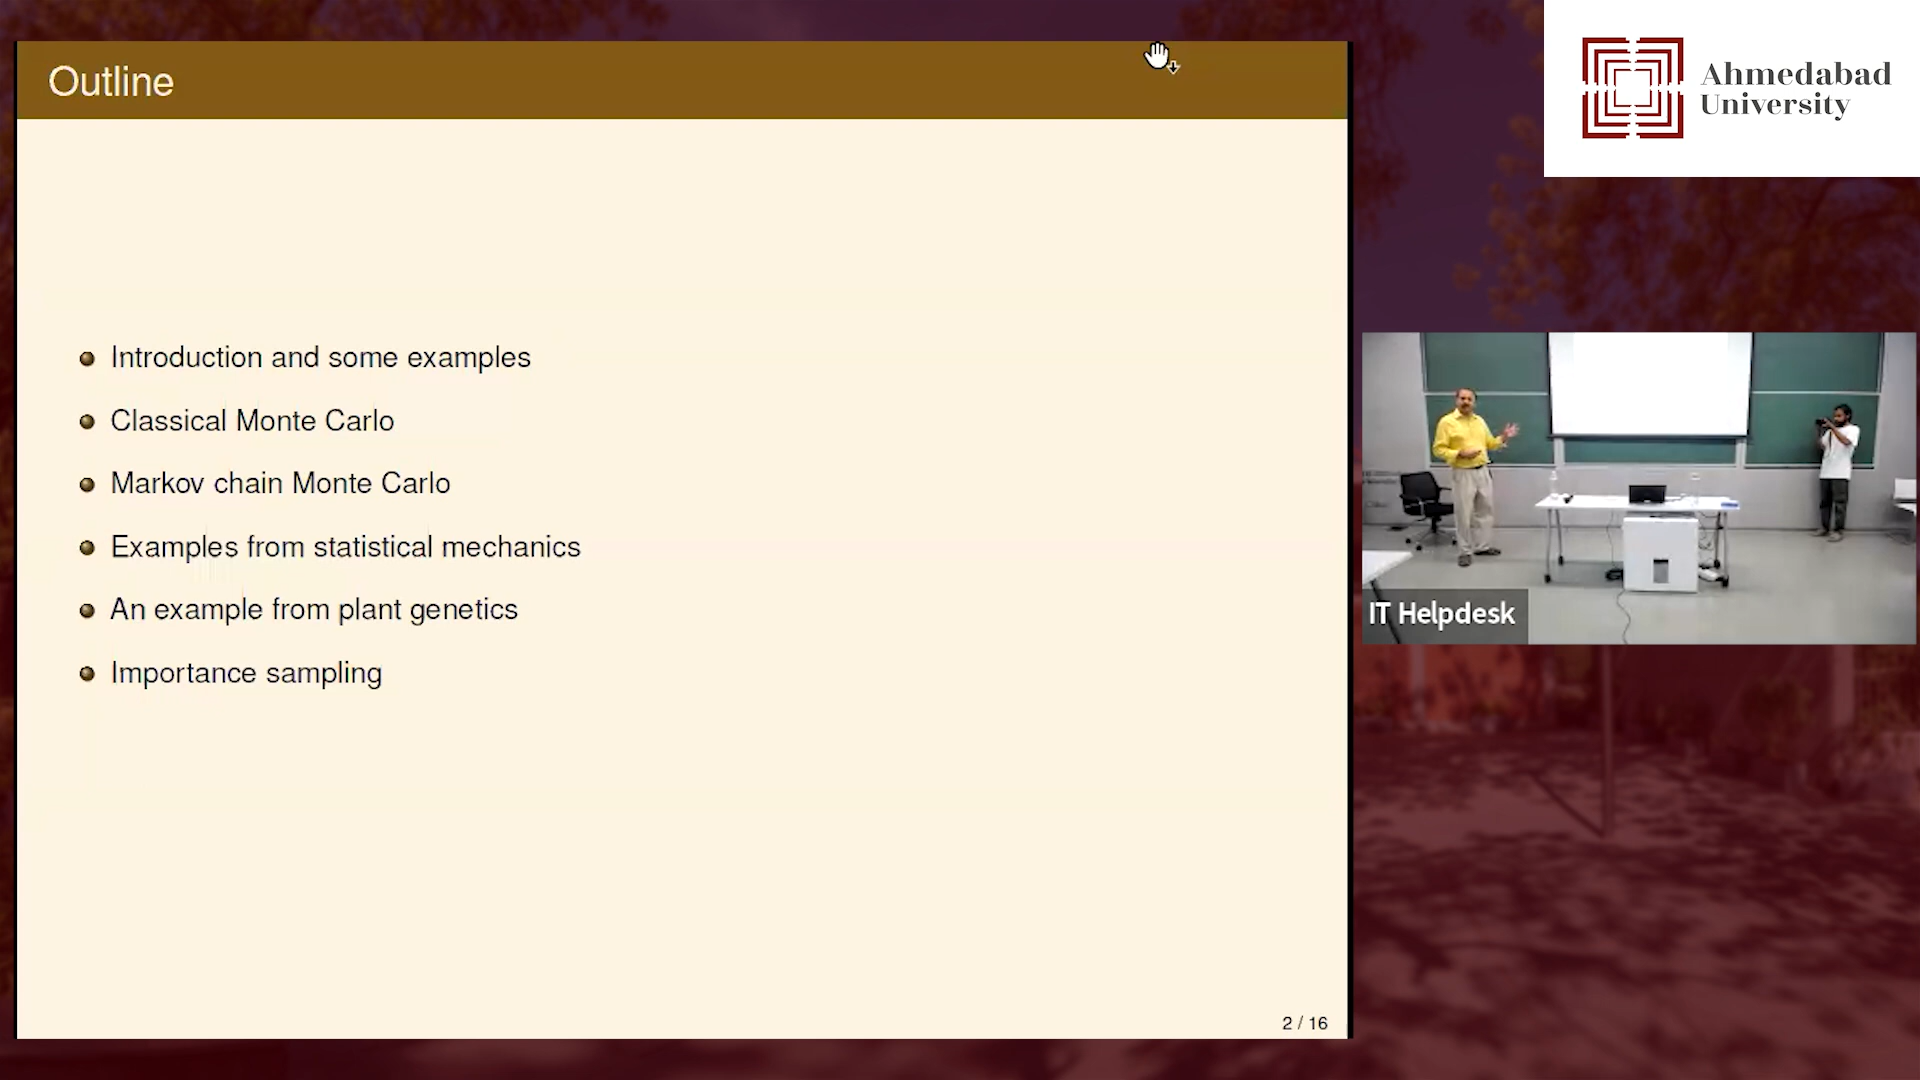 Outline
Introduction and some examples
Classical Monte Carlo
Markov chain Monte Carlo
Examples from statistical mechanics
An example from plant genetics
Importance sampling
2 / 16
Ahmedabad
University
IT Helpdesk